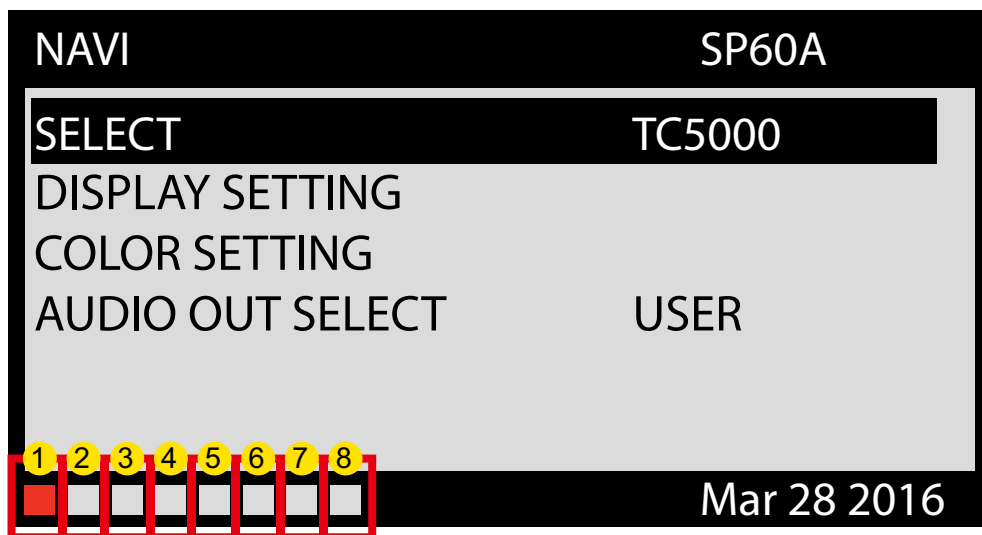 NAVI SP60A
SELECT TC5000
DISPLAY SETTING
COLOR SETTING
AUDIO OUT SELECT USER
1 2 3 4 5 6 7 8
Mar 28 2016